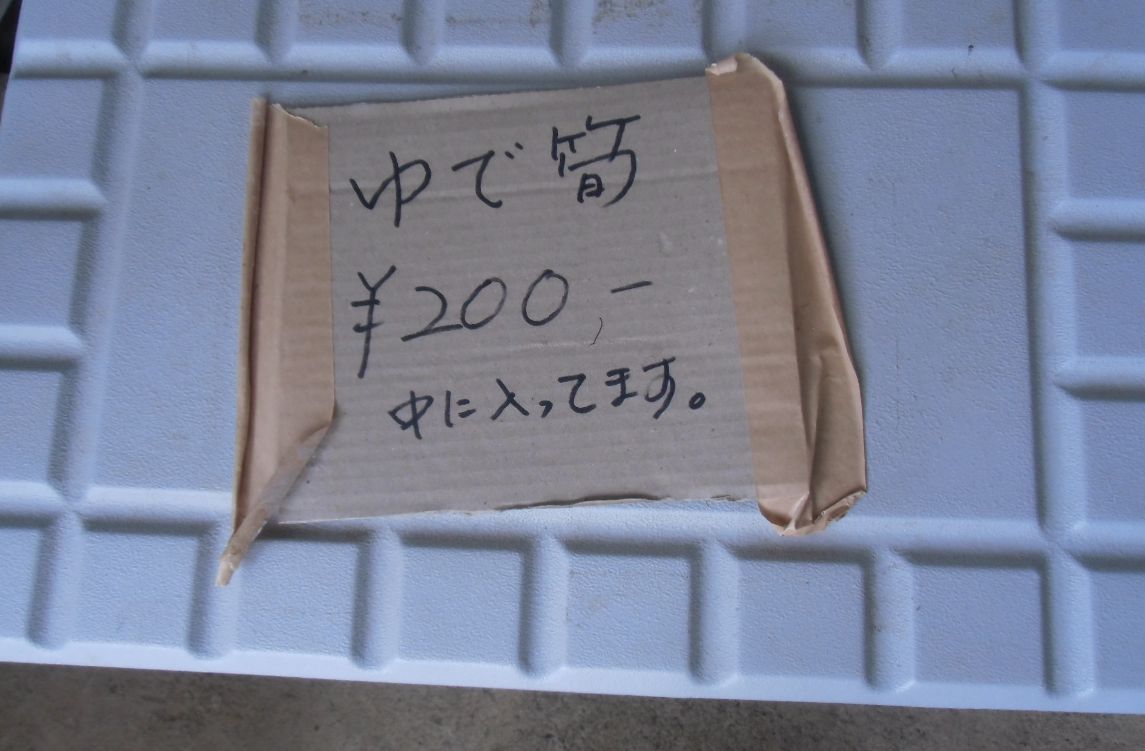 ゆで筍
¥200,-
中に入ってます。